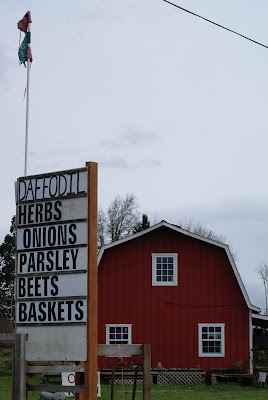 DAFFODIL
HERBS
ONIONS
PARSLEY
BEETS
BASKETS